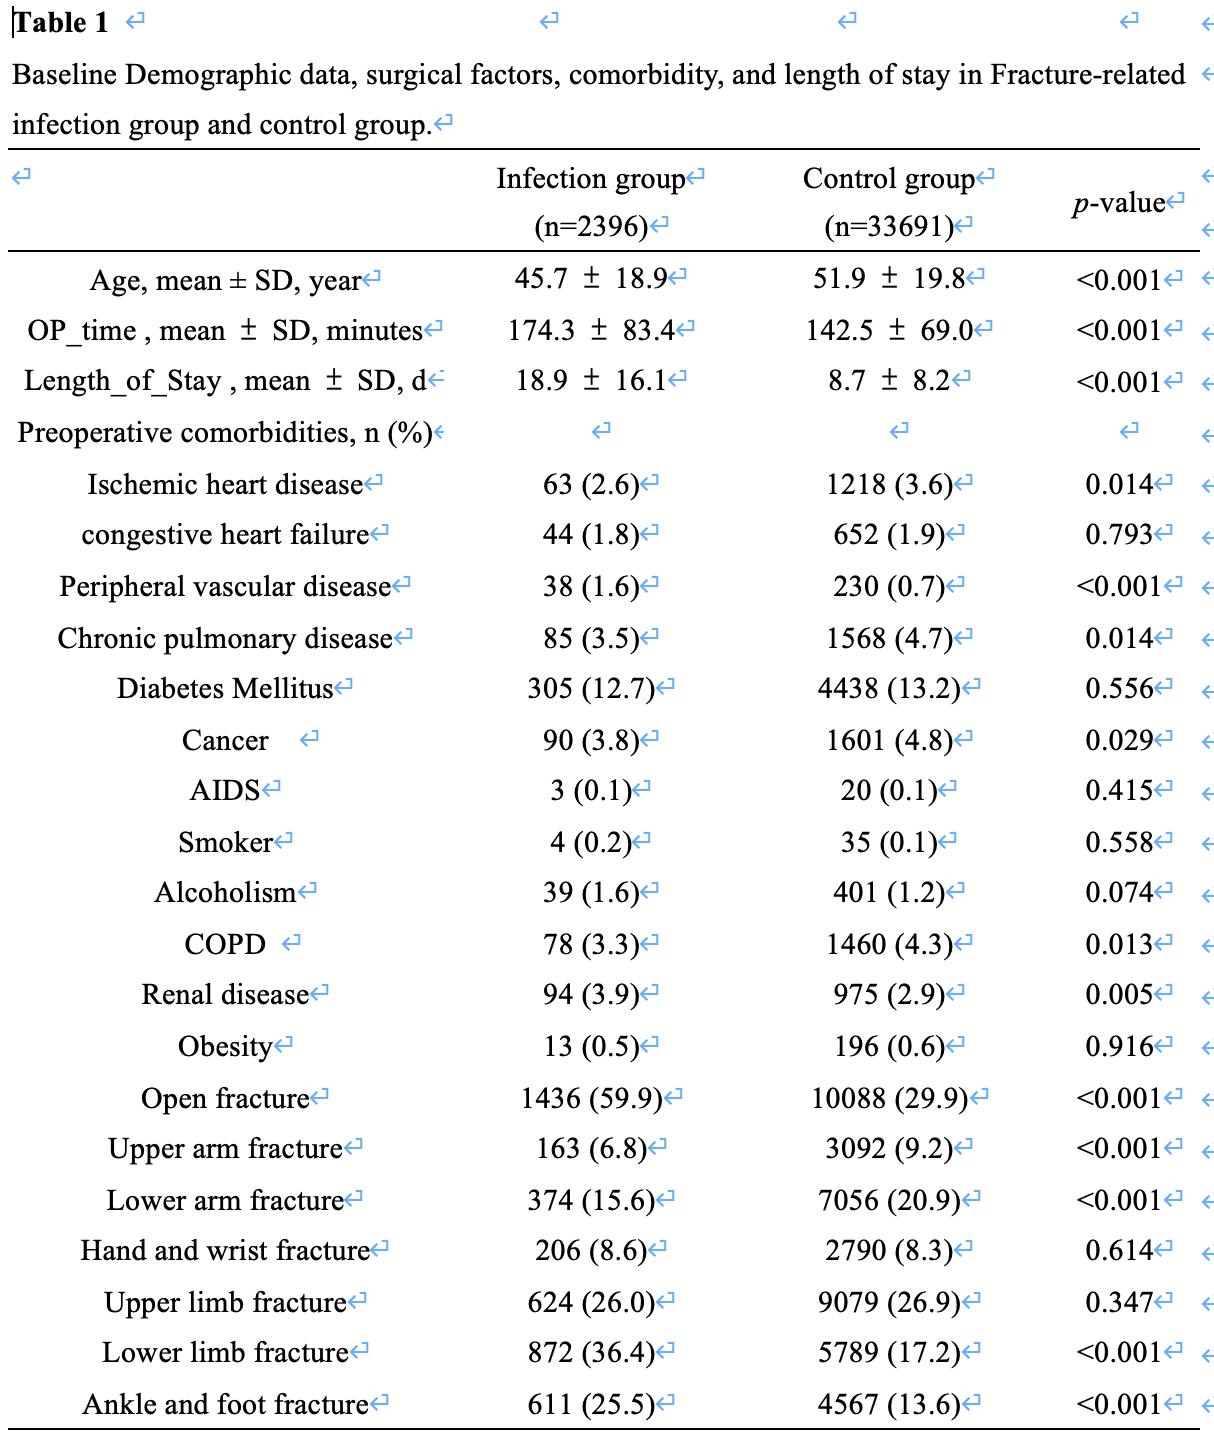 Table 1
Baseline Demographic data, surgical factors, comorbidity, and length of stay in Fracture-related
infection group and control group.
Infection group Control group p-value
(n=2396) (n=33691)
Age, mean ± SD, year 45.7 ± 18.9 51.9 ± 19.8 <0.001
OP_time , mean ± SD, minutes 174.3 ± 83.4 142.5 ± 69.0 <0.001
Length_of_Stay , mean ± SD, d 18.9 ± 16.1 8.7 ± 8.2 <0.001
Preoperative comorbidities, n (%)
Ischemic heart disease 63 (2.6) 1218 (3.6) 0.014
congestive heart failure 44 (1.8) 652 (1.9) 0.793
Peripheral vascular disease 38 (1.6) 230 (0.7) <0.001
Chronic pulmonary disease 85 (3.5) 1568 (4.7) 0.014
Diabetes Mellitus 305 (12.7) 4438 (13.2) 0.556
Cancer 90 (3.8) 1601 (4.8) 0.029
AIDS 3 (0.1) 20 (0.1) 0.415
Smoker 4 (0.2) 35 (0.1) 0.558
Alcoholism 39 (1.6) 401 (1.2) 0.074
COPD 78 (3.3) 1460 (4.3) 0.013
Renal disease 94 (3.9) 975 (2.9) 0.005
Obesity 13 (0.5) 196 (0.6) 0.916
Open fracture 1436 (59.9) 10088 (29.9) <0.001
Upper arm fracture 163 (6.8) 3092 (9.2) <0.001
Lower arm fracture 374 (15.6) 7056 (20.9) <0.001
Hand and wrist fracture 206 (8.6) 2790 (8.3) 0.614
Upper limb fracture 624 (26.0) 9079 (26.9) 0.347
Lower limb fracture 872 (36.4) 5789 (17.2) <0.001
Ankle and foot fracture 611 (25.5) 4567 (13.6) <0.001